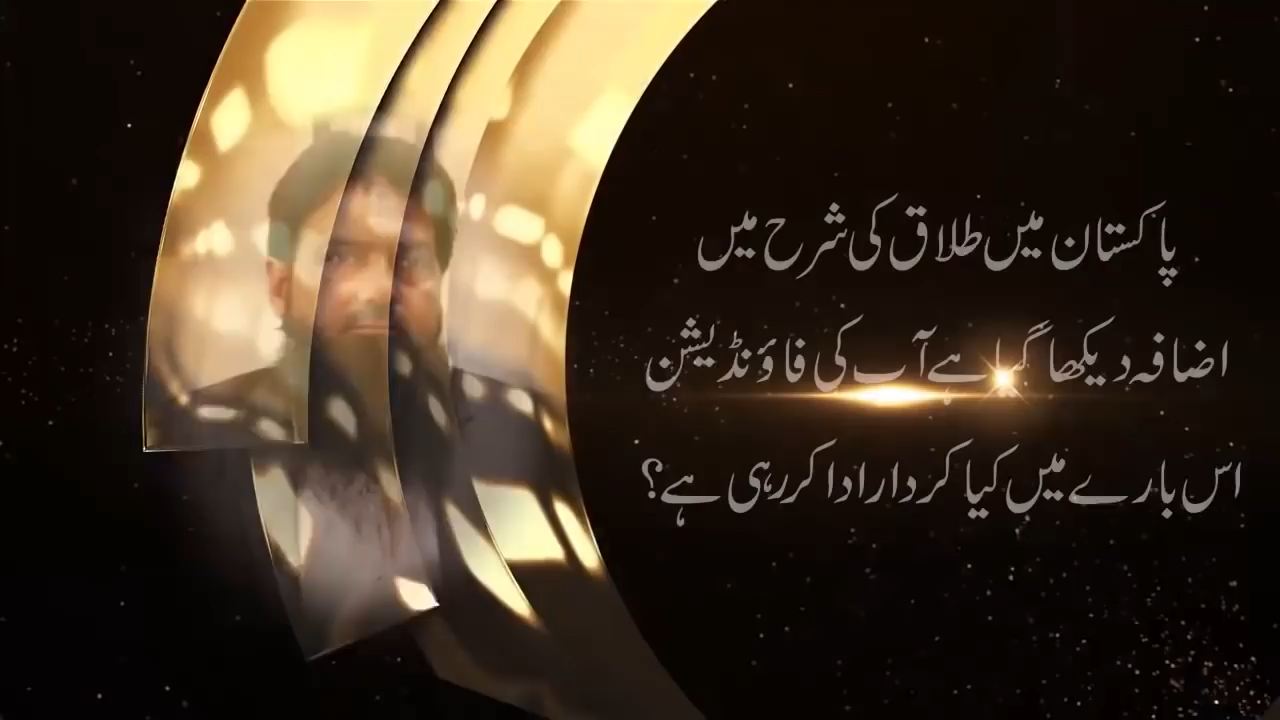 پاکستان میں طلاق کی شرح میں
اضافہ دیکھا گیا ہے آپ کی فاؤنڈیشن
اس بارے میں کیا کردار ادا کر رہی ہے؟